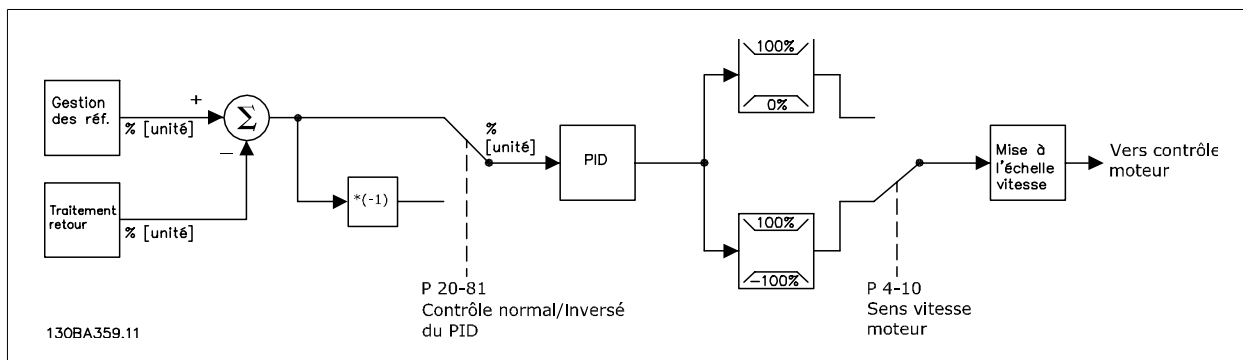 Gestion
des réf.
+
% [unité]
Σ
−
Traitement
retour
% [unité]
*(-1)
%
[unité]
P 20-81
Contrôle normal/Inversé
du PID
PID
100%
0%
100%
−100%
P 4-10
Sens vitesse
moteur
Mise à
l'échelle
vitesse
Vers contrôle
moteur
130BA359.11